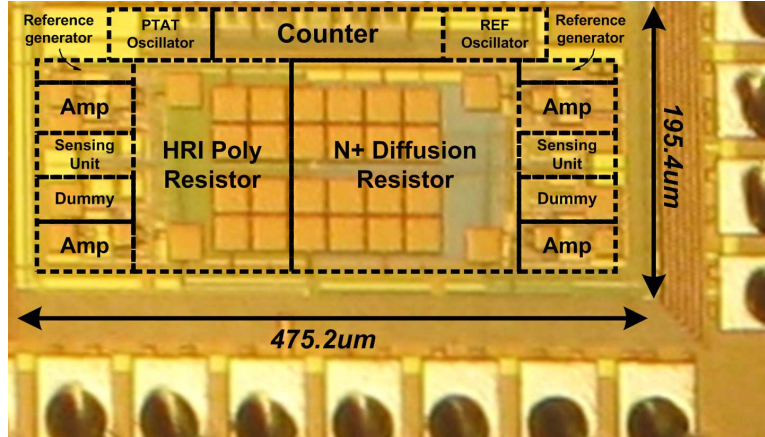 Reference
generator
PTAT
Oscillator
Counter
REF
Oscillator
Reference
generator
Amp
Sensing
Unit
Dummy
Amp
HRI Poly
Resistor
N+ Diffusion
Resistor
Amp
Sensing
Unit
Dummy
Amp
195.4um
475.2um